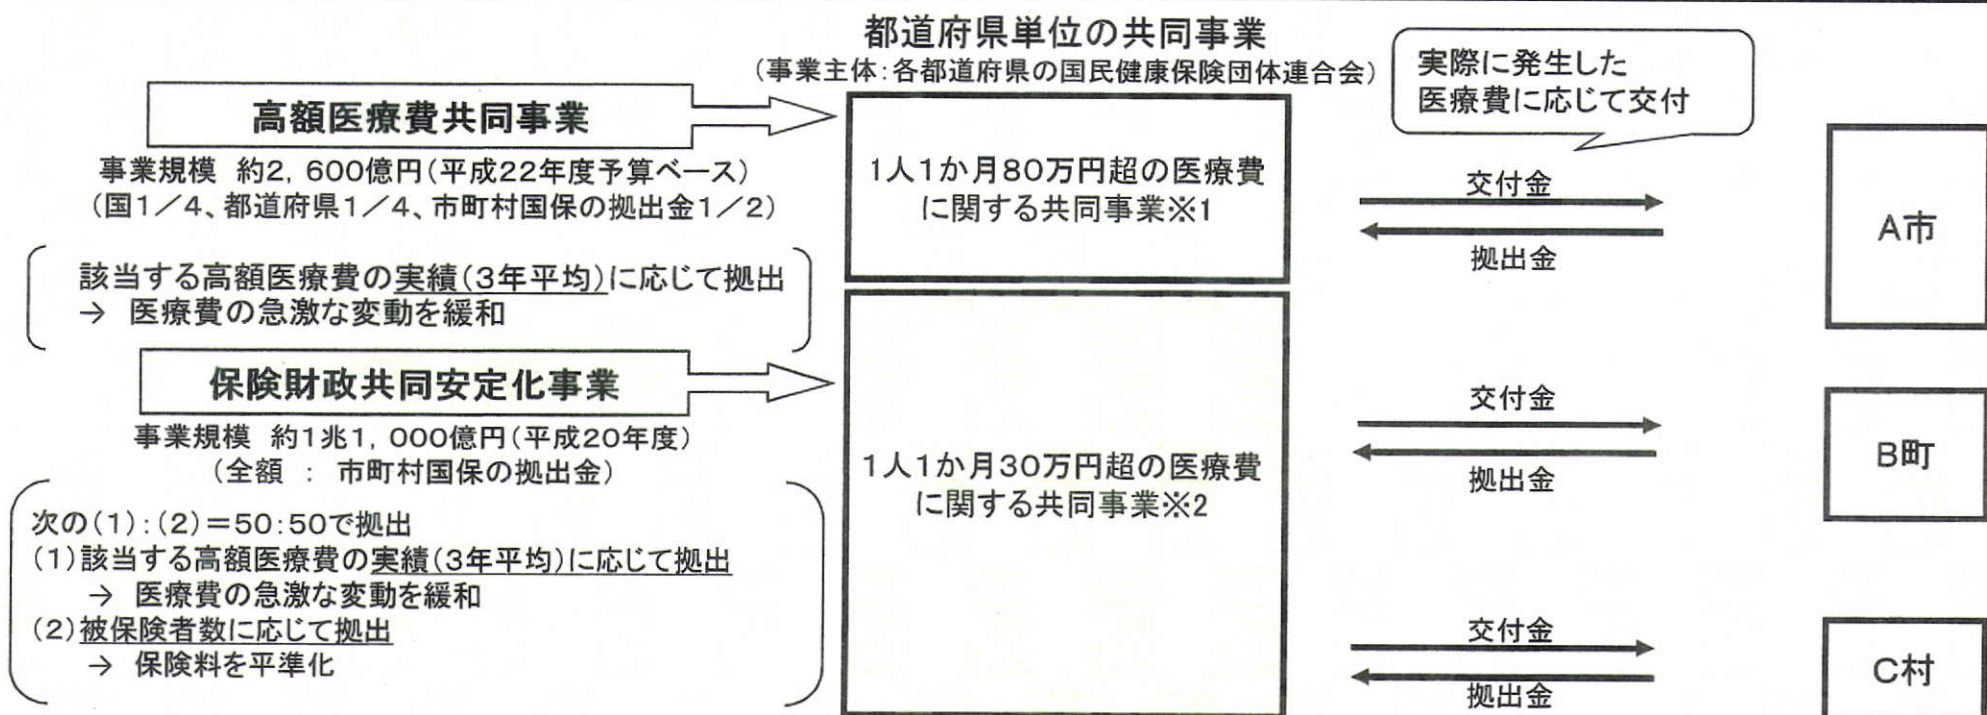 都道府県単位の共同事業
(事業主体:各都道府県の国民健康保険団体連合会)
実際に発生した
医療費に応じて交付
高額医療費共同事業
事業規模 約2,600億円(平成22年度予算ベース)
(国1/4、都道府県1/4、市町村国保の拠出金1/2)
該当する高額医療費の実績(3年平均)に応じて拠出
→ 医療費の急激な変動を緩和
1人1か月80万円超の医療費
に関する共同事業※1
交付金
拠出金
A市
保険財政共同安定化事業
事業規模 約1兆1,000億円(平成20年度)
(全額 : 市町村国保の拠出金)
次の(1):(2)=50:50で拠出
(1)該当する高額医療費の実績(3年平均)に応じて拠出
→ 医療費の急激な変動を緩和
(2)被保険者数に応じて拠出
→ 保険料を平準化
1人1か月30万円超の医療費
に関する共同事業※2
交付金
拠出金
B町
交付金
拠出金
C村